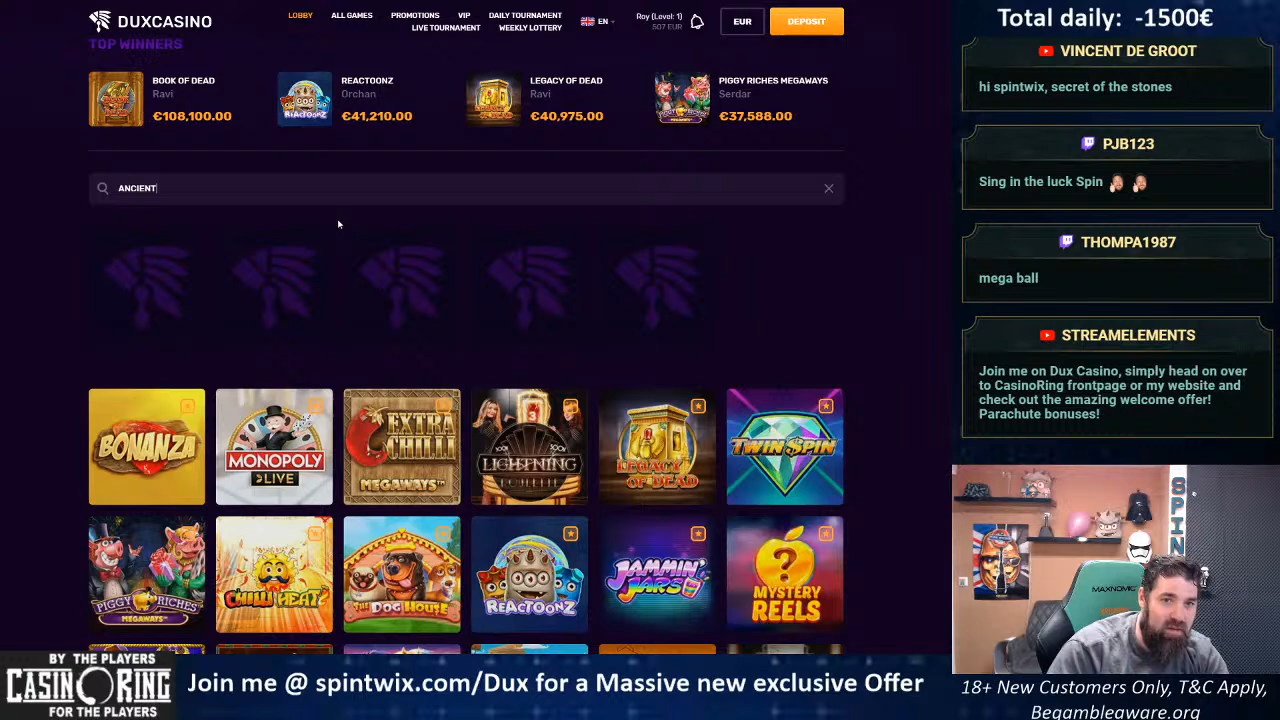 DUXCASINO
LOBBY
ALL GAMES
PROMOTIONS
VIP
DAILY TOURNAMENT
LIVE TOURNAMENT
WEEKLY LOTTERY
EN
Roy (Level: 1)
507 EUR
EUR
DEPOSIT
TOP WINNERS
BOOK OF DEAD
Ravi
€108,100.00
REACTOONZ
Orchan
€41,210.00
LEGACY OF DEAD
Ravi
€40,975.00
PIGGY RICHES MEGAWAYS
Serdar
€37,588.00
ANCIENT
BONANZA
MONOPOLY
LIVE
EXTRA
CHILLI
MEGAWAYS™
LIGHTNING
ROULETTE
LEGACY
OF DEAD
TWIN SPIN
PIGGY RICHES
MEGAWAYS
CHILLI HEAT
THE DOG HOUSE
REACTOONZ
JAMMIN'
JARS
?
MYSTERY
REELS
Total daily: -1500€
VINCENT DE GROOT
hi spintwix, secret of the stones
PJB123
Sing in the luck Spin
THOMPA1987
mega ball
STREAMELEMENTS
Join me on Dux Casino, simply head on over
to CasinoRing frontpage or my website and
check out the amazing welcome offer!
Parachute bonuses!
SPIN
MAXNOMIC
BY THE PLAYERS
CASINORING
FOR THE PLAYERS
Join me @ spintwix.com/Dux for a Massive new exclusive Offer
18+ New Customers Only, T&C Apply,
Begambleaware.org